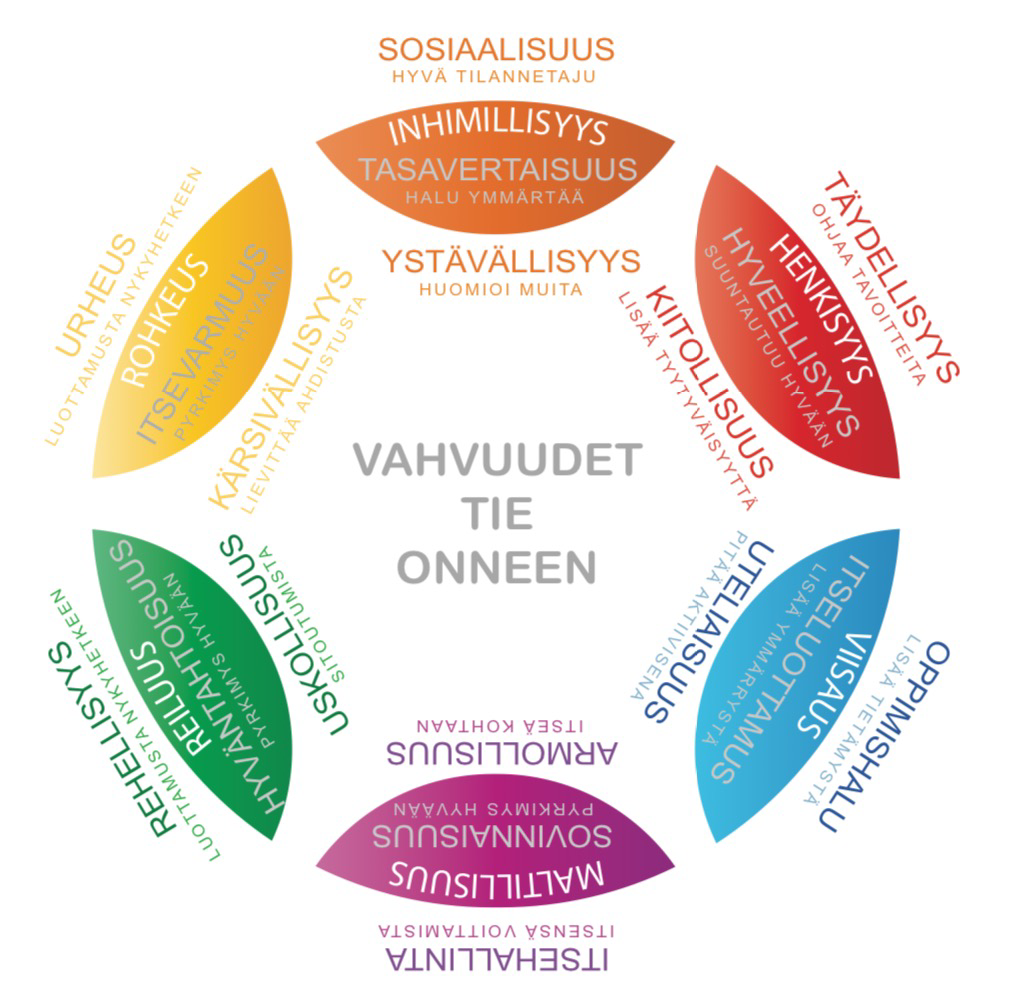 SOSIAALISUUS
HYVÄ TILANNETAJU
INHIMILLISYYS
TASAVERTAISUUS
HALU YMMÄRTÄÄ
YSTÄVÄLLISYYS
HUOMIOI MUITA
TÄYDELLISYYS
OHJAA TAVOITTEITA
HENKISYYS
HYVEELLISYYS
SUUNTAUTUU HYVÄÄN
KIITOLLISUUS
LISÄÄ TYYTYVÄISYYTTÄ
OPPIMISHALU
LISÄÄ TIETÄMYSTÄ
VIISAUS
ITSELUOTTAMUS
LISÄÄ YMMÄRRYSTÄ
UTELIAISUUS
PITÄÄ AKTIIVISENA
ITSEHALLINTA
ITSENSÄ VOITTAMISTA
MALTILLISUUS
SOVINNAISUUS
PYRKIMYS HYVÄÄN
ARMOLLISUUS
ITSEÄ KOHTAAN
REHELLISYYS
LUOTTAMUSTA NYKYHETKEEN
REILUUS
HYVÄNTAHTOISUUS
PYRKIMYS HYVÄÄN
USKOLLISUUS
SITOUTUMISTA
URHEUS
LUOTTAMUSTA NYKYHETKEEN
ROHKEUS
ITSEVARMUUS
PYRKIMYS HYVÄÄN
KÄRSIVÄLLISYYS
LIEVITTÄÄ AHDISTUSTA
VAHVUUDET
TIE
ONNEEN